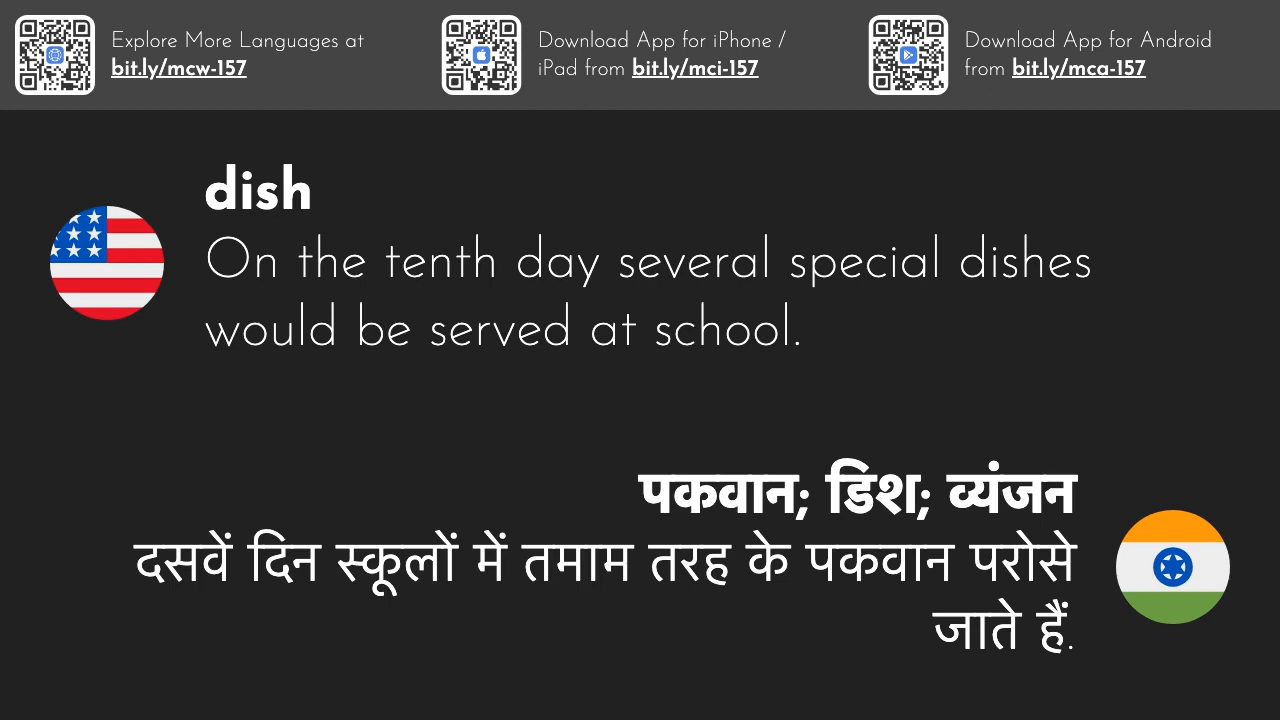 Explore More Languages at
bit.ly/mcw-157
Download App for iPhone /
iPad from bit.ly/mci-157
Download App for Android
from bit.ly/mca-157
dish
On the tenth day several special dishes
would be served at school.
पकवान; डिश; व्यंजन
दसवें दिन स्कूलों में तमाम तरह के पकवान परोसे
जाते हैं.